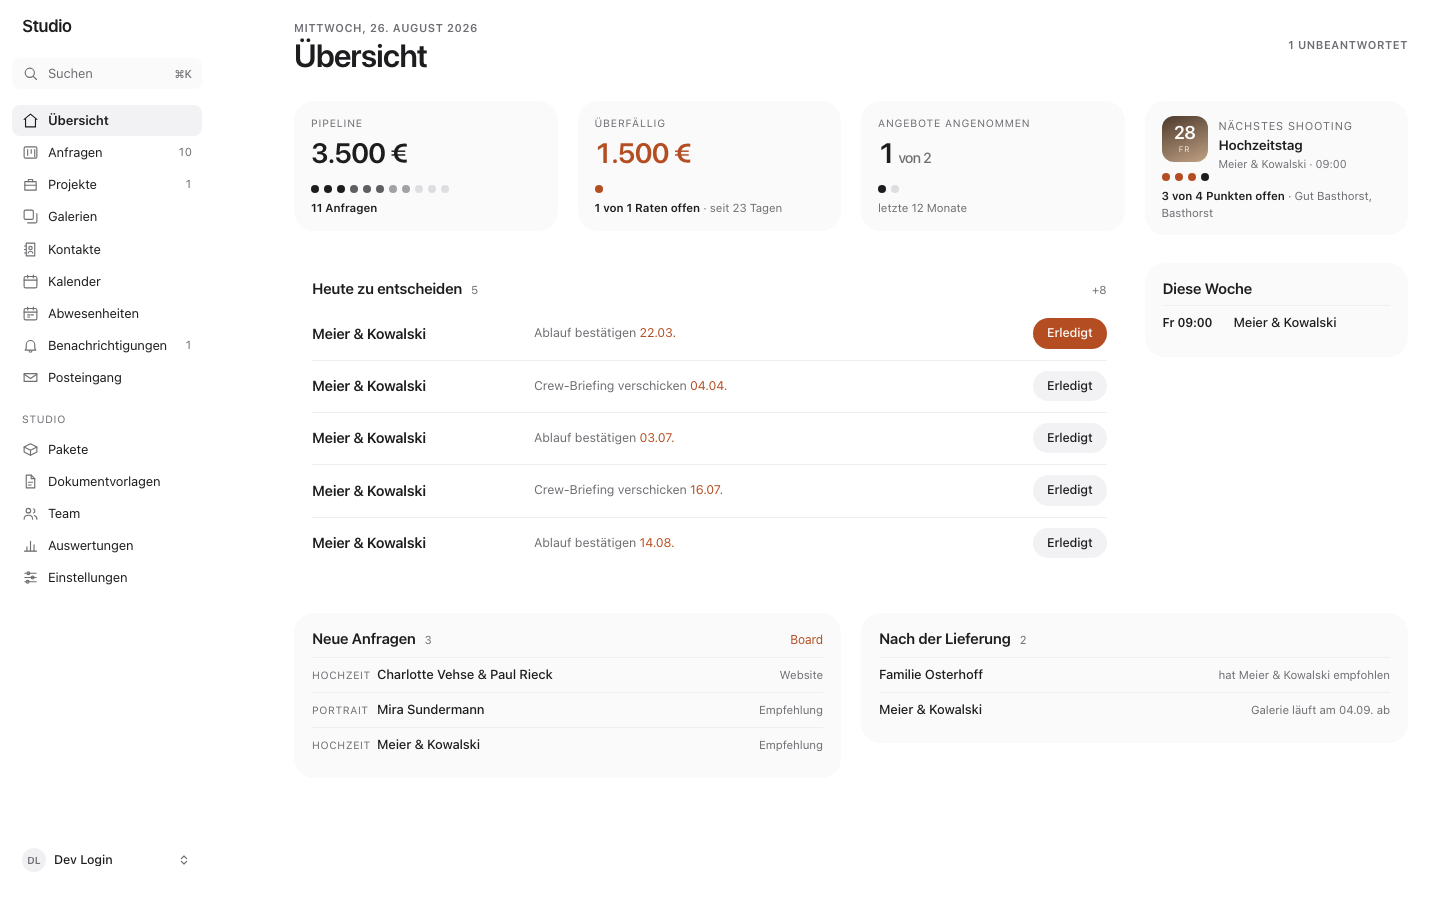 Studio
Suchen ⌘K
Übersicht
Anfragen 10
Projekte 1
Galerien
Kontakte
Kalender
Abwesenheiten
Benachrichtigungen 1
Posteingang
STUDIO
Pakete
Dokumentvorlagen
Team
Auswertungen
Einstellungen
DL Dev Login
MITTWOCH, 26. AUGUST 2026
Übersicht
1 UNBEANTWORTET
PIPELINE
3.500 €
11 Anfragen
ÜBERFÄLLIG
1.500 €
1 von 1 Raten offen · seit 23 Tagen
ANGEBOTE ANGENOMMEN
1 von 2
letzte 12 Monate
28
FR
NÄCHSTES SHOOTING
Hochzeitstag
Meier & Kowalski · 09:00
3 von 4 Punkten offen · Gut Basthorst,
Basthorst
Heute zu entscheiden 5 +8
Meier & Kowalski Ablauf bestätigen 22.03. Erledigt
Meier & Kowalski Crew-Briefing verschicken 04.04. Erledigt
Meier & Kowalski Ablauf bestätigen 03.07. Erledigt
Meier & Kowalski Crew-Briefing verschicken 16.07. Erledigt
Meier & Kowalski Ablauf bestätigen 14.08. Erledigt
Diese Woche
Fr 09:00 Meier & Kowalski
Neue Anfragen 3 Board
HOCHZEIT Charlotte Vehse & Paul Rieck Website
PORTRAIT Mira Sundermann Empfehlung
HOCHZEIT Meier & Kowalski Empfehlung
Nach der Lieferung 2
Familie Osterhoff hat Meier & Kowalski empfohlen
Meier & Kowalski Galerie läuft am 04.09. ab